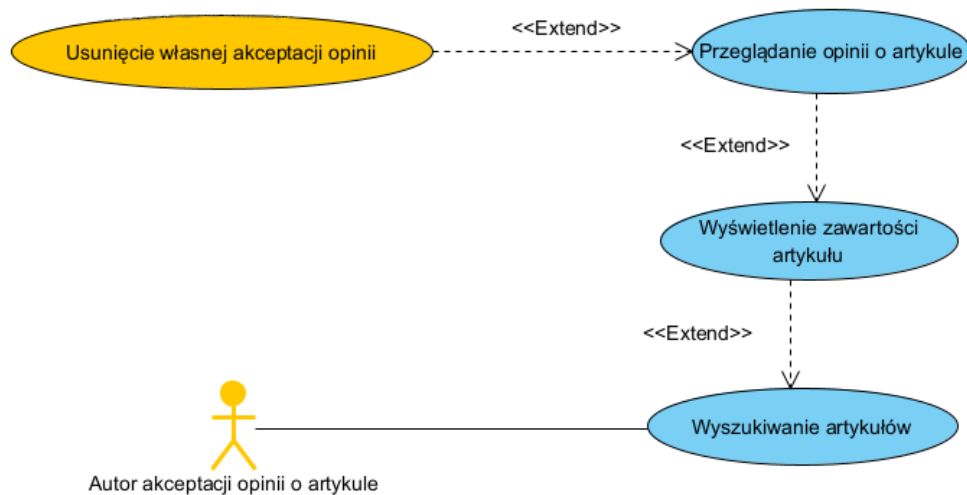 Usunięcie własnej akceptacji opinii
<<Extend>>
Przeglądanie opinii o artykule
<<Extend>>
Wyświetlenie zawartości
artykułu
<<Extend>>
Wyszukiwanie artykułów
Autor akceptacji opinii o artykule